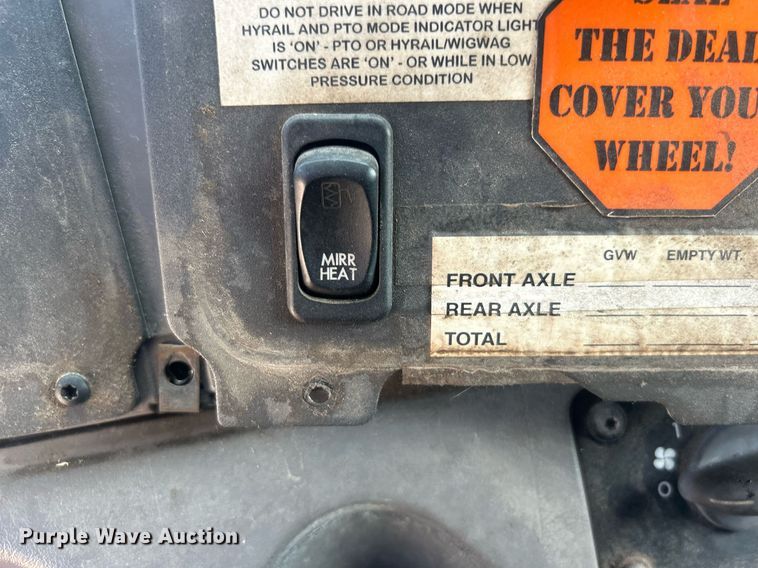 DO NOT DRIVE IN ROAD MODE WHEN
HYRAIL AND PTO MODE INDICATOR LIGHT
IS 'ON' - PTO OR HYRAIL/WIGWAG
SWITCHES ARE 'ON' - OR WHILE IN LOW
PRESSURE CONDITION
THE DEAL
COVER YOU
WHEEL!
MIRR
HEAT
GVW EMPTY WT.
FRONT AXLE
REAR AXLE
TOTAL
Purple Wave Auction